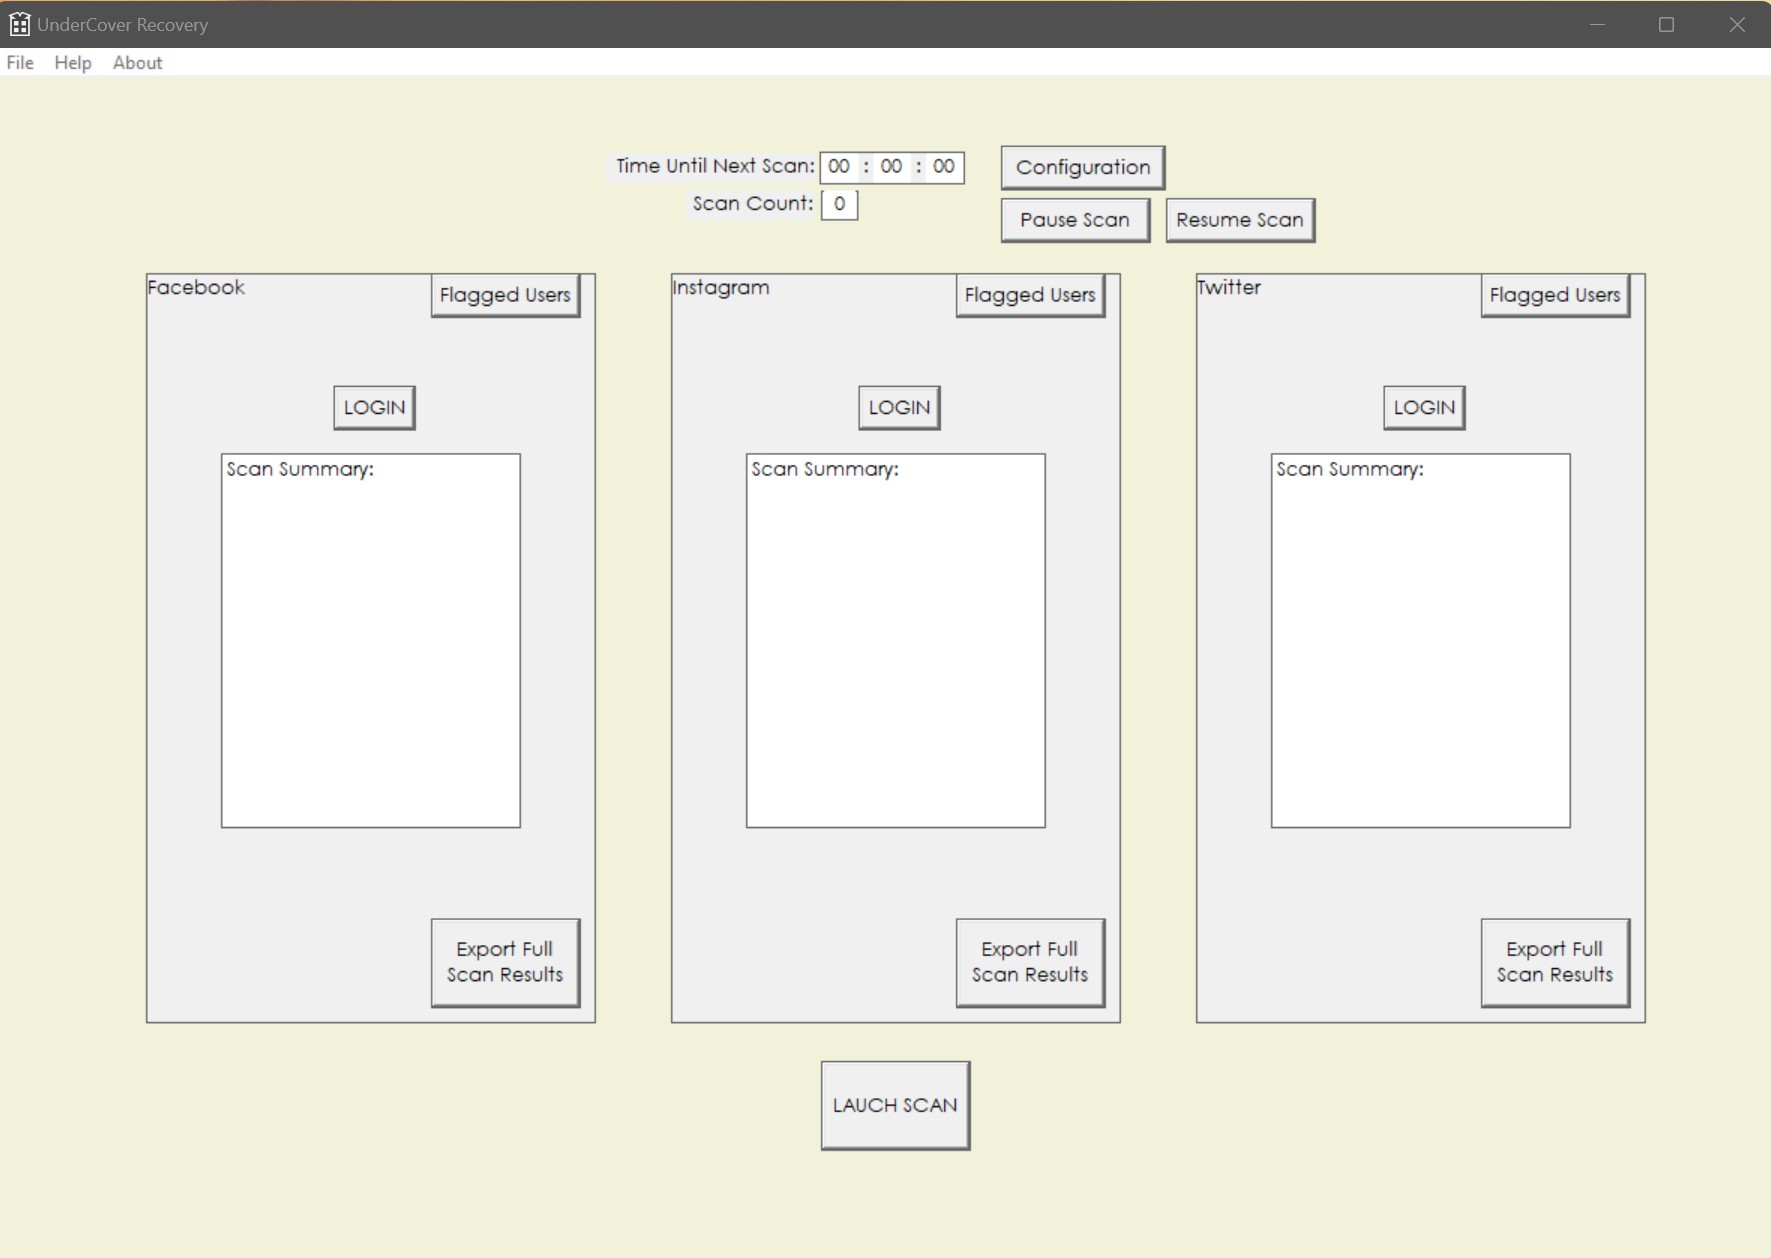 UnderCover Recovery
File Help About
Time Until Next Scan: 00 : 00 : 00 Configuration
Scan Count: 0 Pause Scan Resume Scan
Facebook Flagged Users Instagram Flagged Users Twitter Flagged Users
LOGIN LOGIN LOGIN
Scan Summary: Scan Summary: Scan Summary:
Export Full Export Full Export Full
Scan Results Scan Results Scan Results
LAUCH SCAN